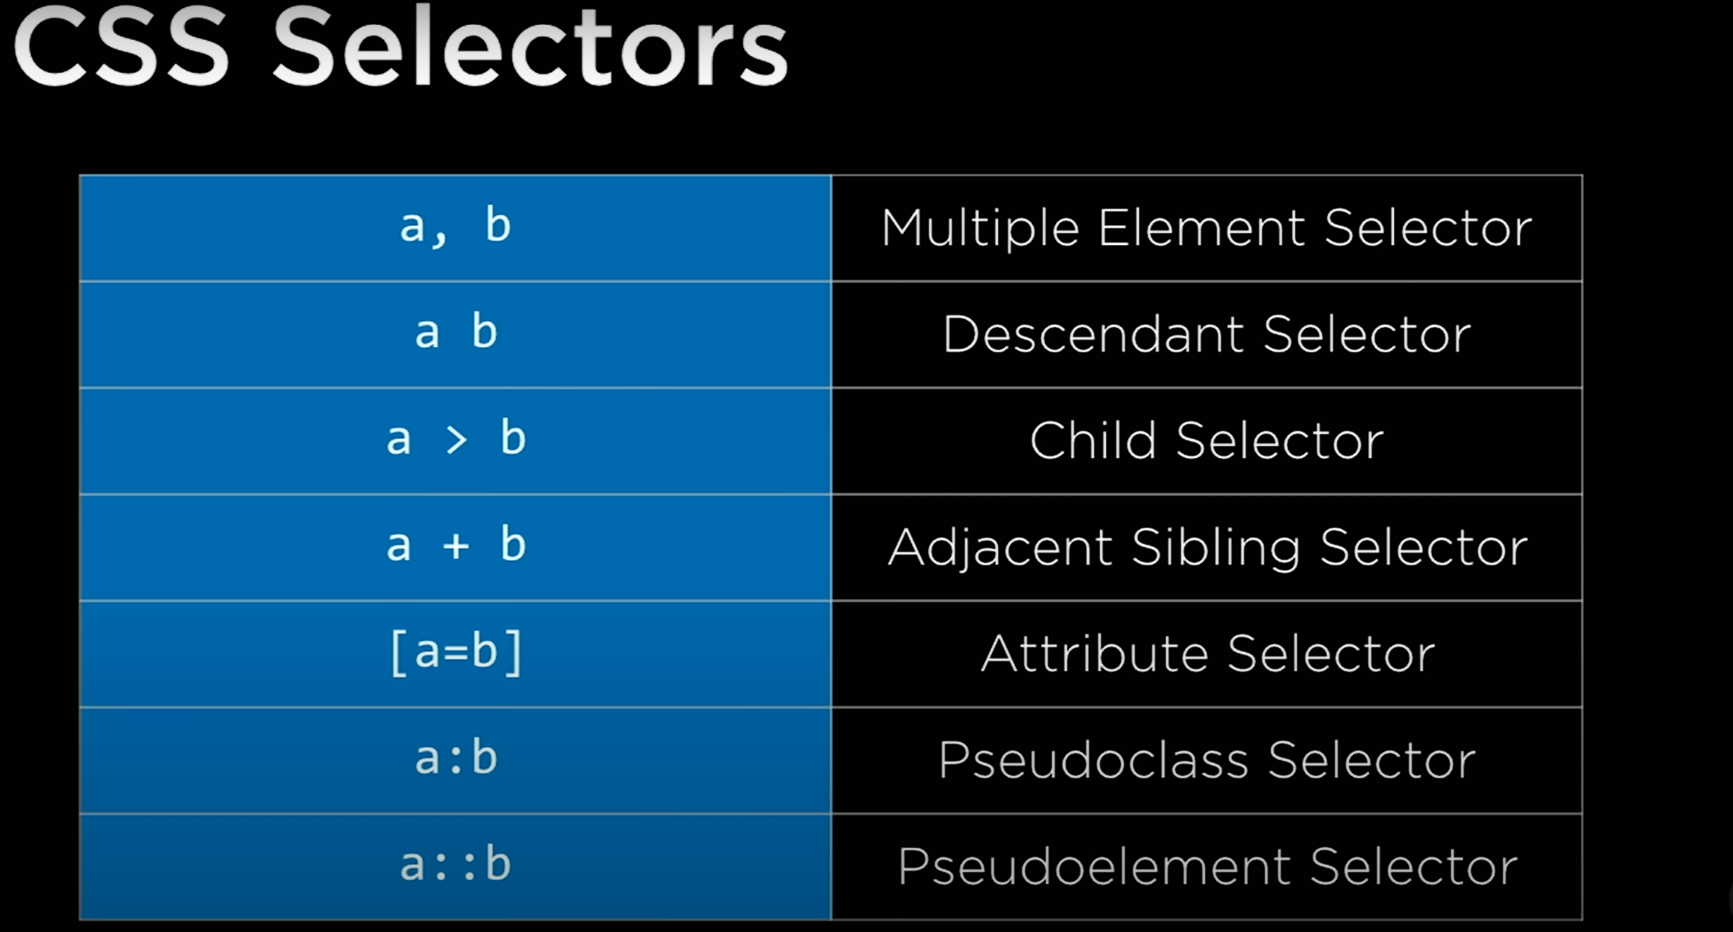 CSS Selectors
a, b Multiple Element Selector
a b Descendant Selector
a > b Child Selector
a + b Adjacent Sibling Selector
[a=b] Attribute Selector
a:b Pseudoclass Selector
a::b Pseudoelement Selector